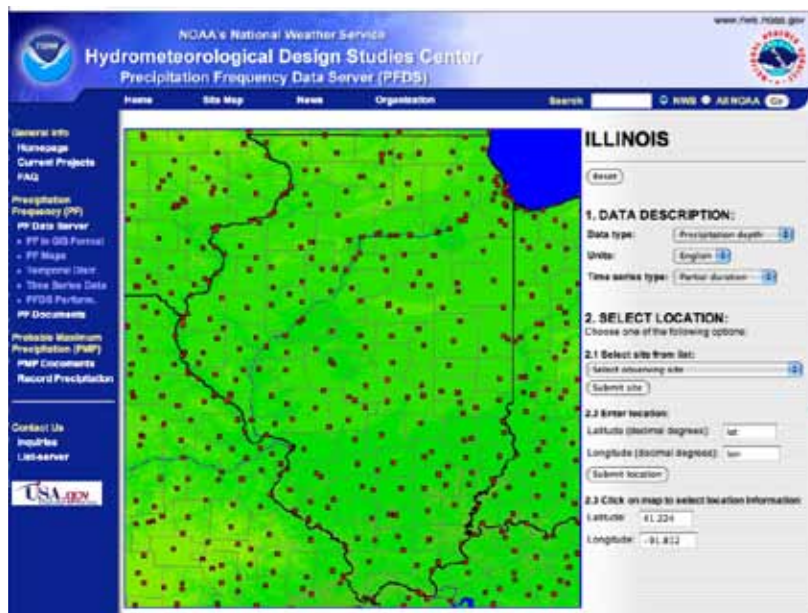 www.nws.noaa.gov
NOAA's National Weather Service
Hydrometeorological Design Studies Center
Precipitation Frequency Data Server (PFDS)
Home Site Map News Organization Search NWS All NOAA Go
General Info
Homepage
Current Projects
FAQ
Precipitation
Frequency (PF)
PF Data Server
• PF in GIS Format
• PF Maps
• Temporal Distr.
• Time Series Data
• PFDS Perform.
PF Documents
Probable Maximum
Precipitation (PMP)
PMP Documents
Record Precipitation
Contact Us
Inquiries
List-server
USA.gov
ILLINOIS
Reset
1. DATA DESCRIPTION:
Data type: Precipitation depth
Units: English
Time series type: Partial duration
2. SELECT LOCATION:
Choose one of the following options:
2.1 Select site from list:
Select observing site
Submit site
2.2 Enter location:
Latitude (decimal degrees): lat
Longitude (decimal degrees): lon
Submit location
2.3 Click on map to select location information:
Latitude: 41.224
Longitude: -91.812